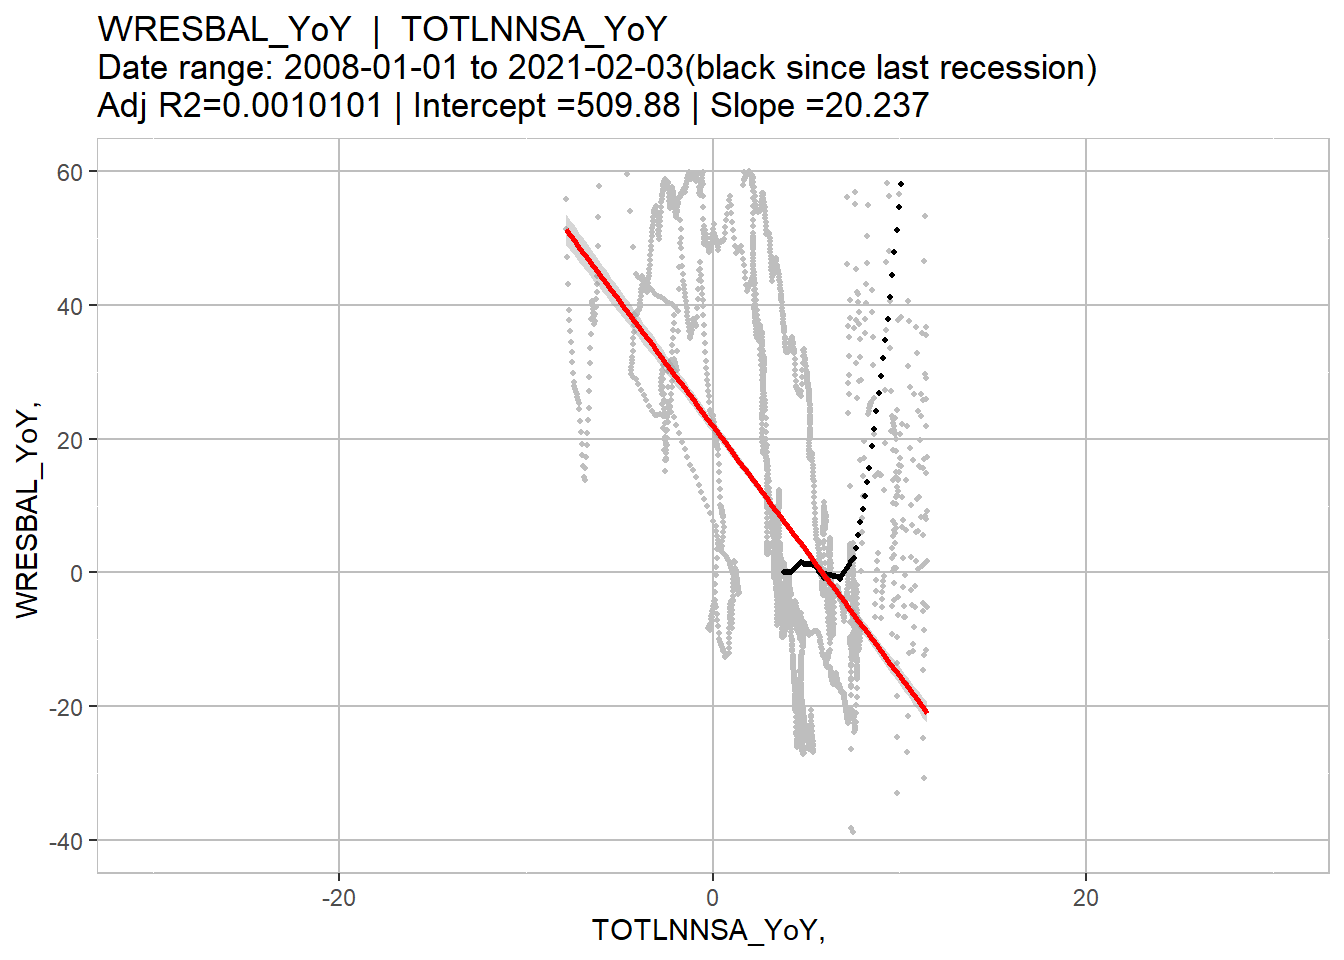 WRESBAL_YoY | TOTLNNSA_YoY
Date range: 2008-01-01 to 2021-02-03(black since last recession)
Adj R2=0.0010101 | Intercept =509.88 | Slope =20.237
60
40
20
0
-20
-40
WRESBAL_YoY,
-20
0
20
TOTLNNSA_YoY,